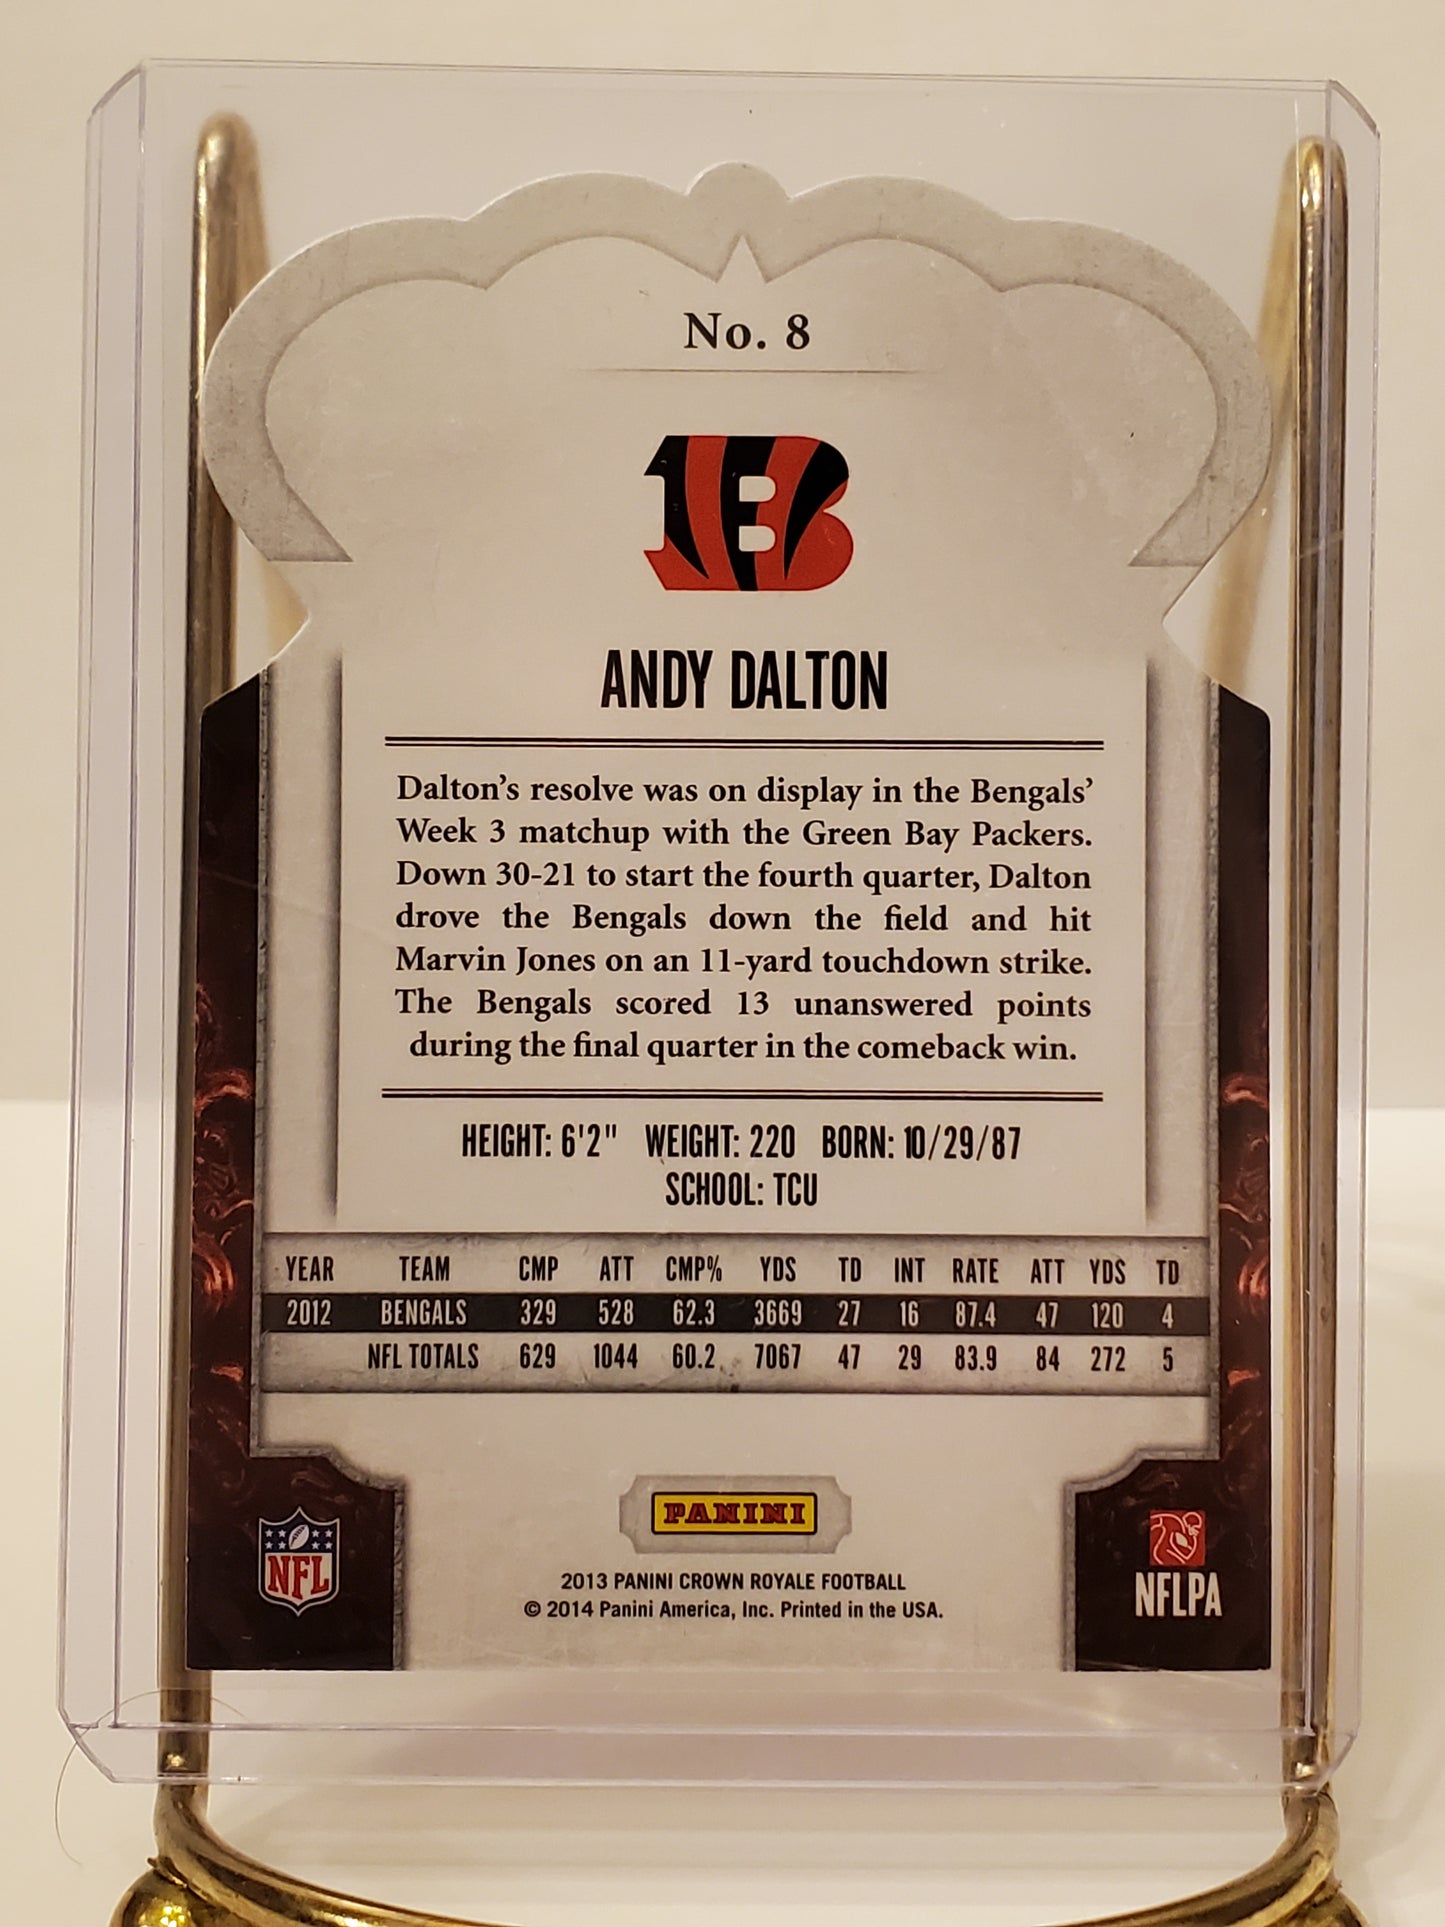 No. 8
B
ANDY DALTON
Dalton's resolve was on display in the Bengals'
Week 3 matchup with the Green Bay Packers.
Down 30-21 to start the fourth quarter, Dalton
drove the Bengals down the field and hit
Marvin Jones on an 11-yard touchdown strike.
The Bengals scored 13 unanswered points
during the final quarter in the comeback win.
HEIGHT: 6'2" WEIGHT: 220 BORN: 10/29/87
SCHOOL: TCU
YEAR TEAM CMP ATT CMP% YDS TD INT RATE ATT YDS TD
2012 BENGALS 329 528 62.3 3669 27 16 87.4 47 120 4
NFL TOTALS 629 1044 60.2 7067 47 29 83.9 84 272 5
PANINI
NFL
NFLPA
2013 PANINI CROWN ROYALE FOOTBALL
© 2014 Panini America, Inc. Printed in the USA.